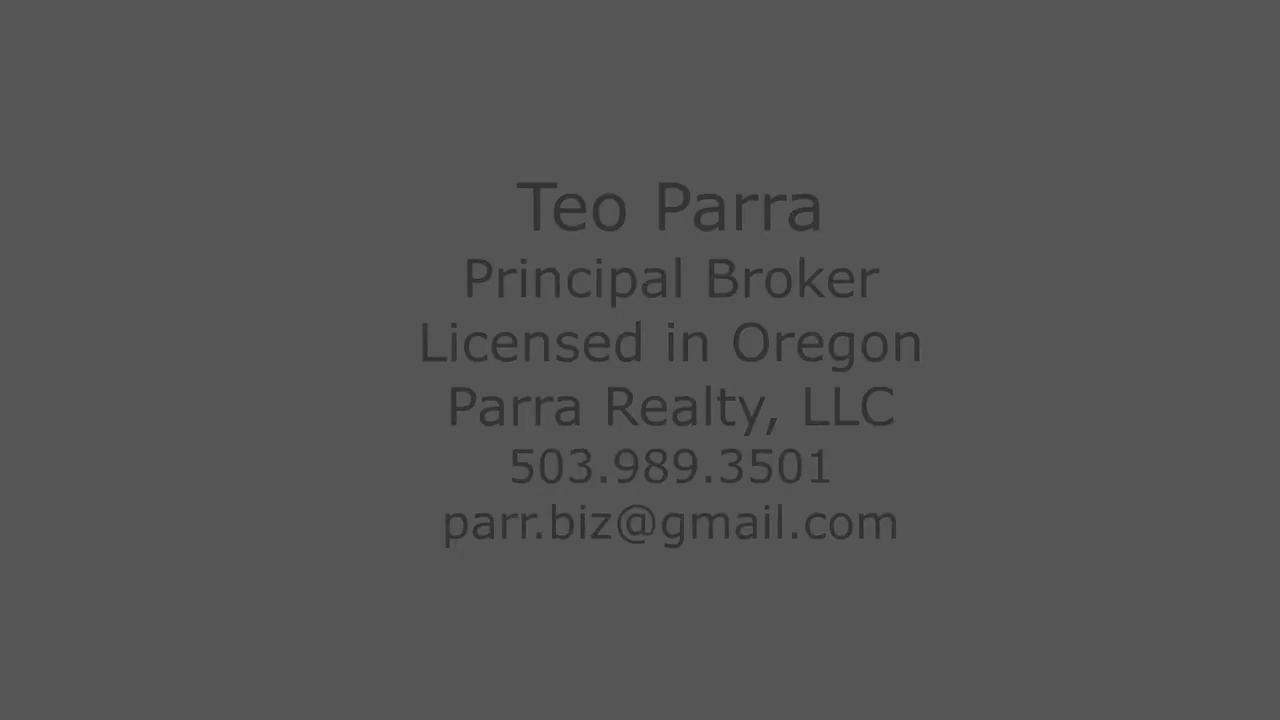 Teo Parra
Principal Broker
Licensed in Oregon
Parra Realty, LLC
503.989.3501
parr.biz@gmail.com